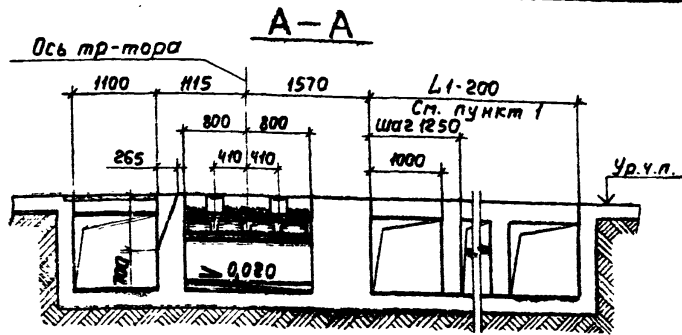 А-А
Ось тр-тора
1100
1115
1570
L1-200
См. пункт 1
шаг 1250
800
800
265
410
410
1000
Ур.ч.п.
700
0,020